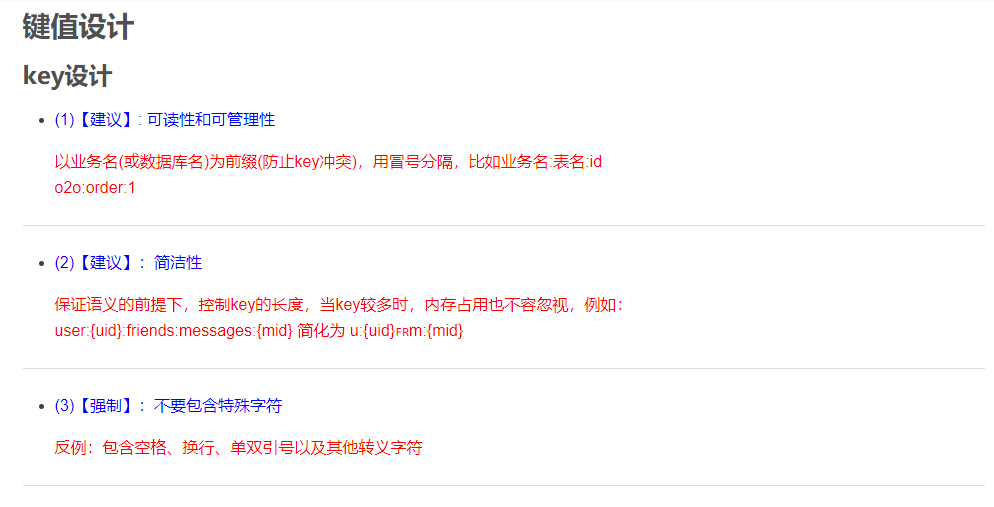 键值设计
key设计
(1)【建议】: 可读性和可管理性
以业务名(或数据库名)为前缀(防止key冲突)，用冒号分隔，比如业务名:表名:id
o2o:order:1
(2)【建议】：简洁性
保证语义的前提下，控制key的长度，当key较多时，内存占用也不容忽视，例如：
user:{uid}:friends:messages:{mid} 简化为 u:{uid}🇫🇷m:{mid}
(3)【强制】：不要包含特殊字符
反例：包含空格、换行、单双引号以及其他转义字符